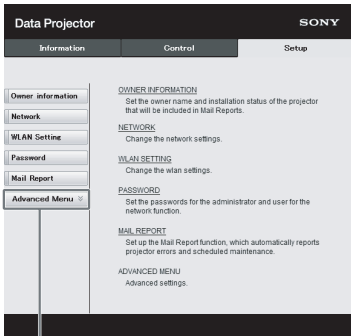 Data Projector
SONY
Information
Control
Setup
Owner information
Network
WLAN Setting
Password
Mail Report
Advanced Menu
OWNER INFORMATION
Set the owner name and installation status of the projector
that will be included in Mail Reports.
NETWORK
Change the network settings.
WLAN SETTING
Change the wlan settings.
PASSWORD
Set the passwords for the administrator and user for the
network function.
MAIL REPORT
Set up the Mail Report function, which automatically reports
projector errors and scheduled maintenance.
ADVANCED MENU
Advanced settings.